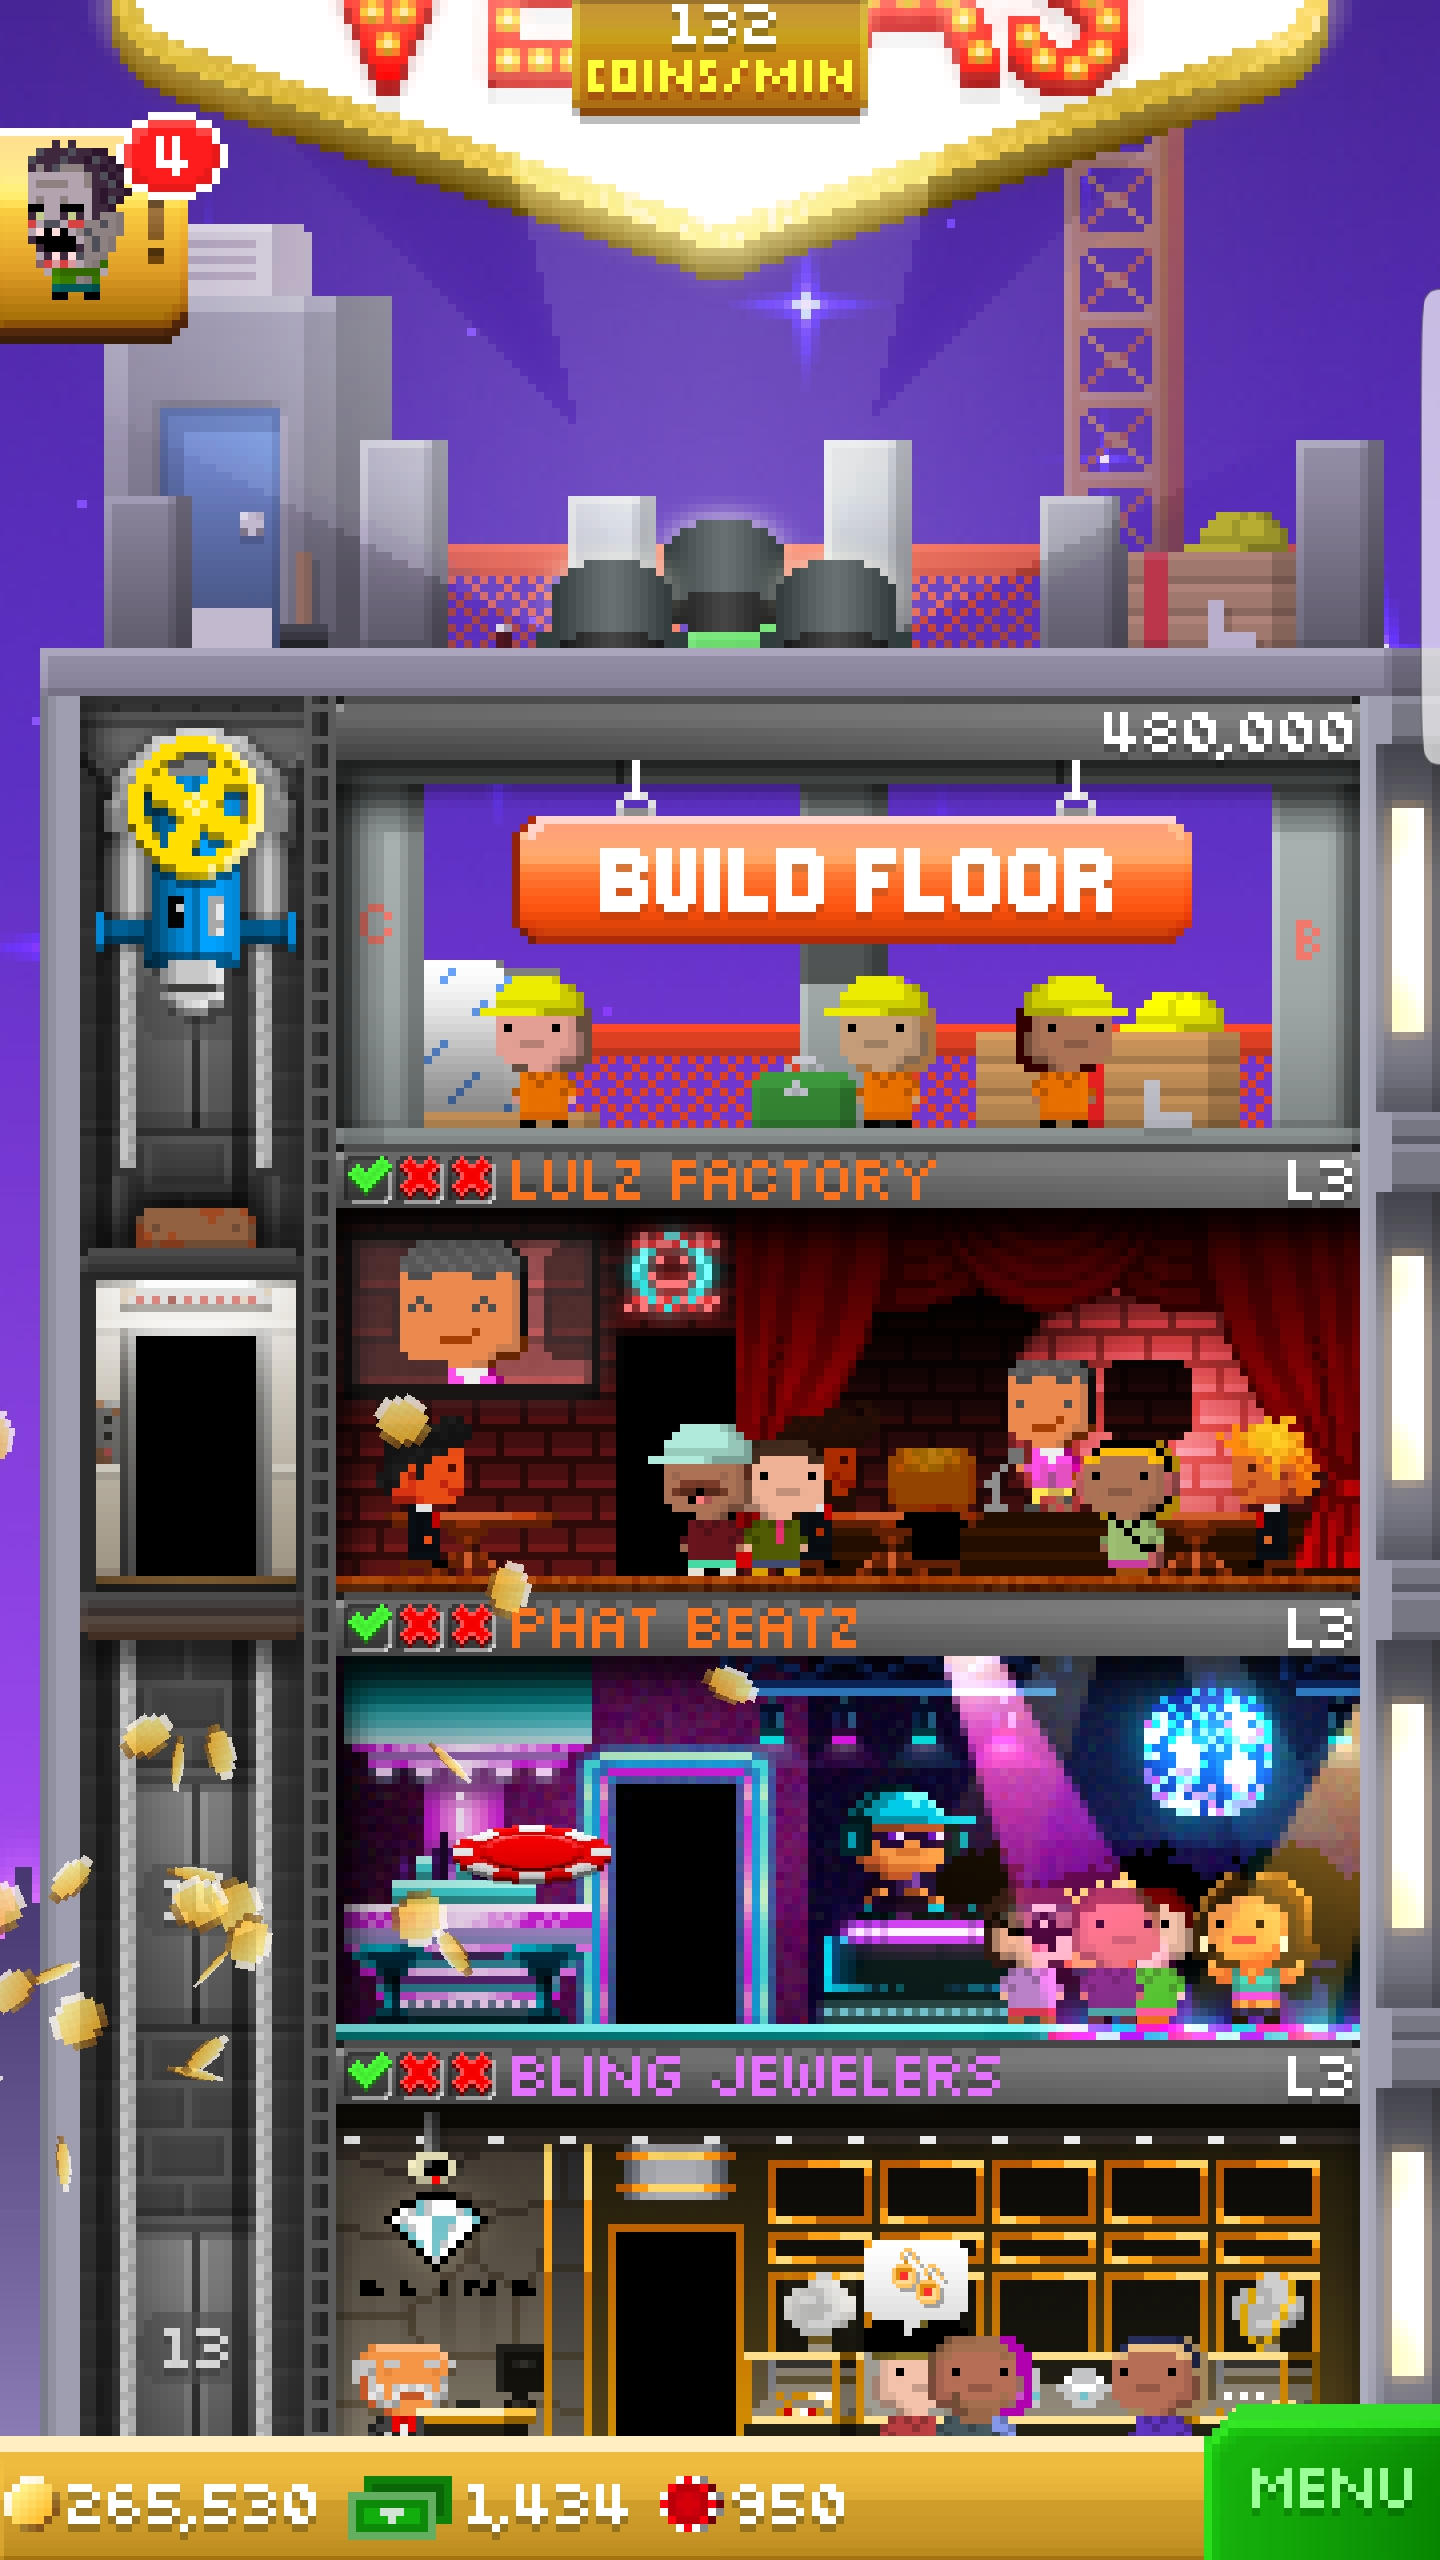 VEGAS
132
COINS/MIN
4
!
480,000
BUILD FLOOR
C
B
LULZ FACTORY
L3
PHAT BEATZ
L3
BLING JEWELERS
L3
BLING
13
265,530
1,434
950
MENU